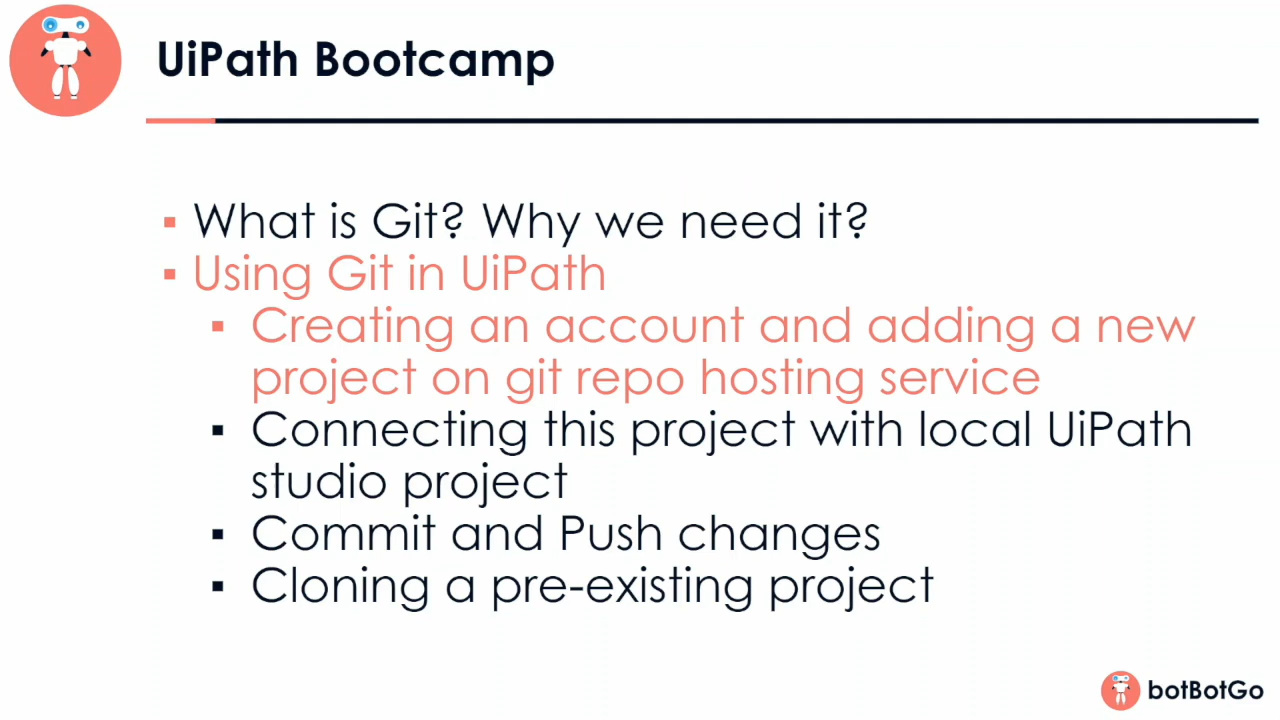 UiPath Bootcamp
▪ What is Git? Why we need it?
▪ Using Git in UiPath
▪ Creating an account and adding a new
project on git repo hosting service
▪ Connecting this project with local UiPath
studio project
▪ Commit and Push changes
▪ Cloning a pre-existing project
botBotGo